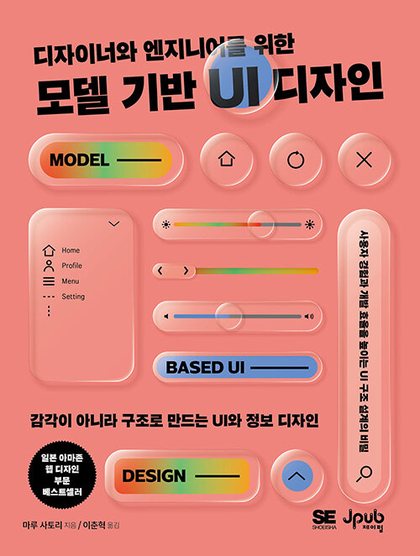 디자이너와 엔지니어를 위한
모델 기반 UI 디자인
MODEL
Home
Profile
Menu
Setting
사용자 경험과 개발 효율을 높이는 UI 구조 설계의 비밀
BASED UI
감각이 아니라 구조로 만드는 UI와 정보 디자인
일본 아마존
웹 디자인
부문
베스트셀러
DESIGN
마루 사토리 지음 / 이춘혁 옮김
SE
SHOEISHA
Jpub
제이펍